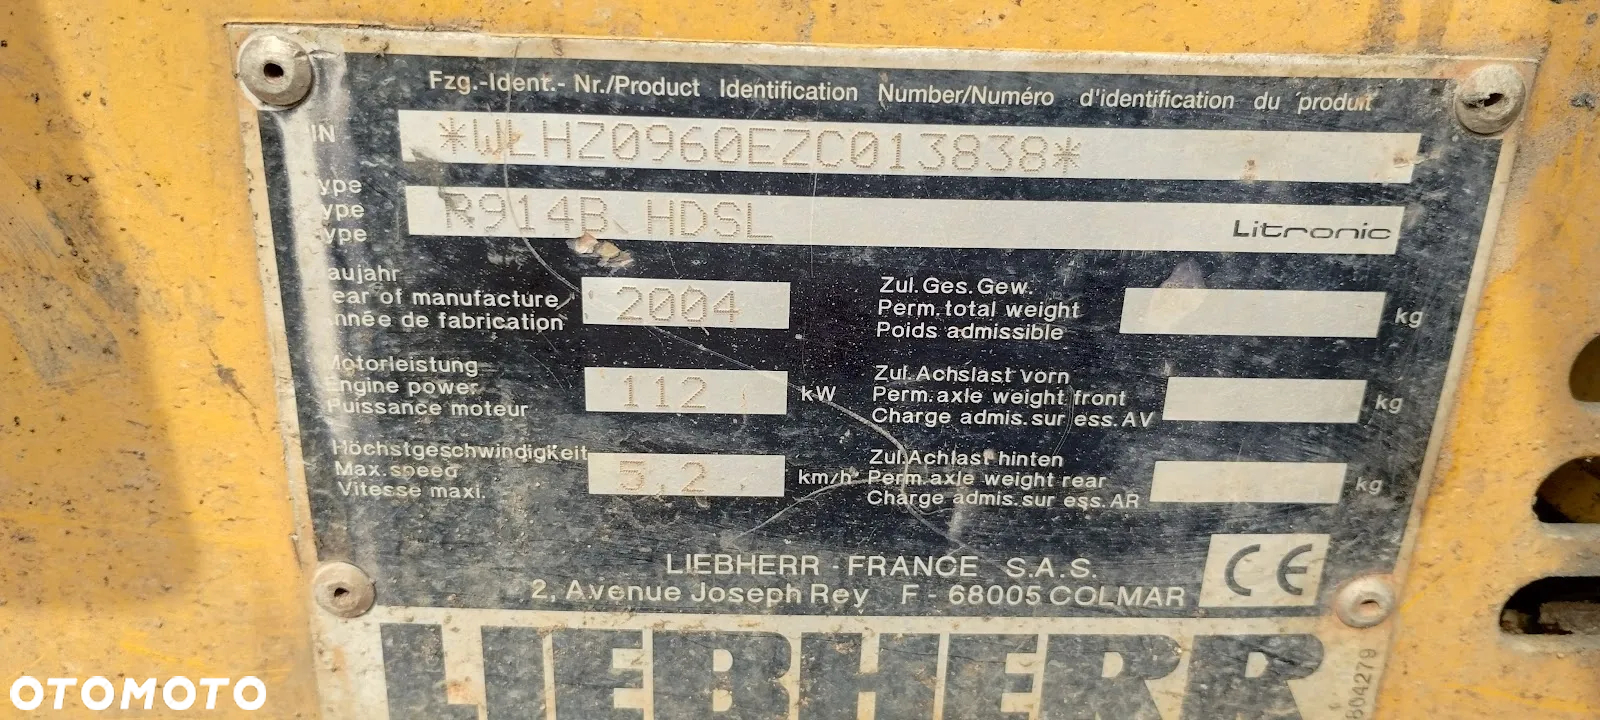 Fzg.-Ident.- Nr./Product Identification Number/Numéro d'identification du produit
IN *WLHZ0960EZC013838*
ype
ype R914B HDSL Litronic
ype
aujahr
ear of manufacture 2004
nnée de fabrication
Zul. Ges. Gew.
Perm. total weight kg
Poids admissible
Motorleistung
Engine power 112 kW
Puissance moteur
Zul. Achslast vorn
Perm. axle weight front kg
Charge admis. sur ess. AV
Höchstgeschwindigkeit
Max. speed 5,2 km/h
Vitesse maxi.
Zul. Achlast hinten
Perm. axle weight rear kg
Charge admis. sur ess. AR
LIEBHERR - FRANCE S.A.S.
2, Avenue Joseph Rey F - 68005 COLMAR
CE
LIEBHERR
804279
OTOMOTO